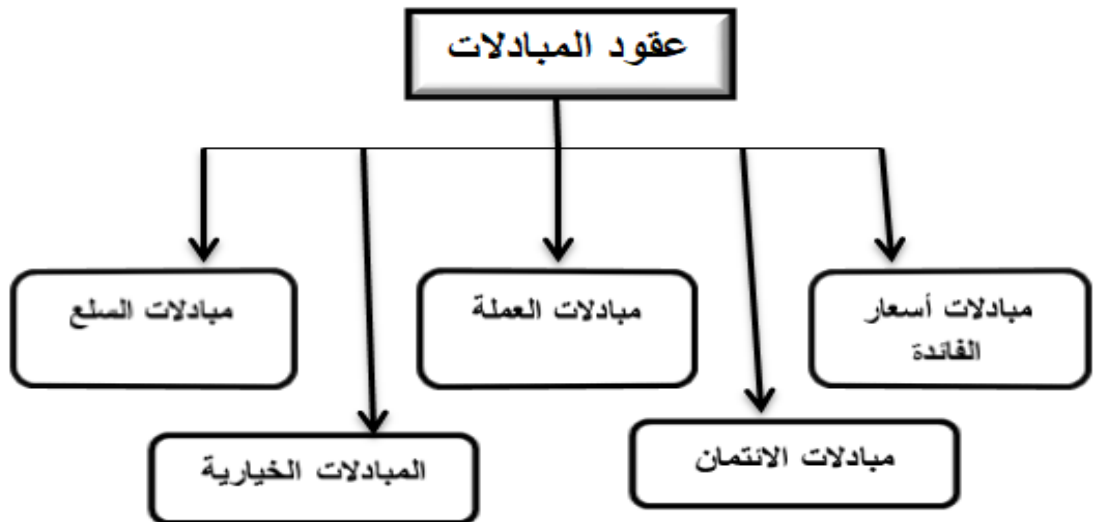 عقود المبادلات
مبادلات أسعار
الفائدة
مبادلات العملة
مبادلات السلع
مبادلات الائتمان
المبادلات الخيارية